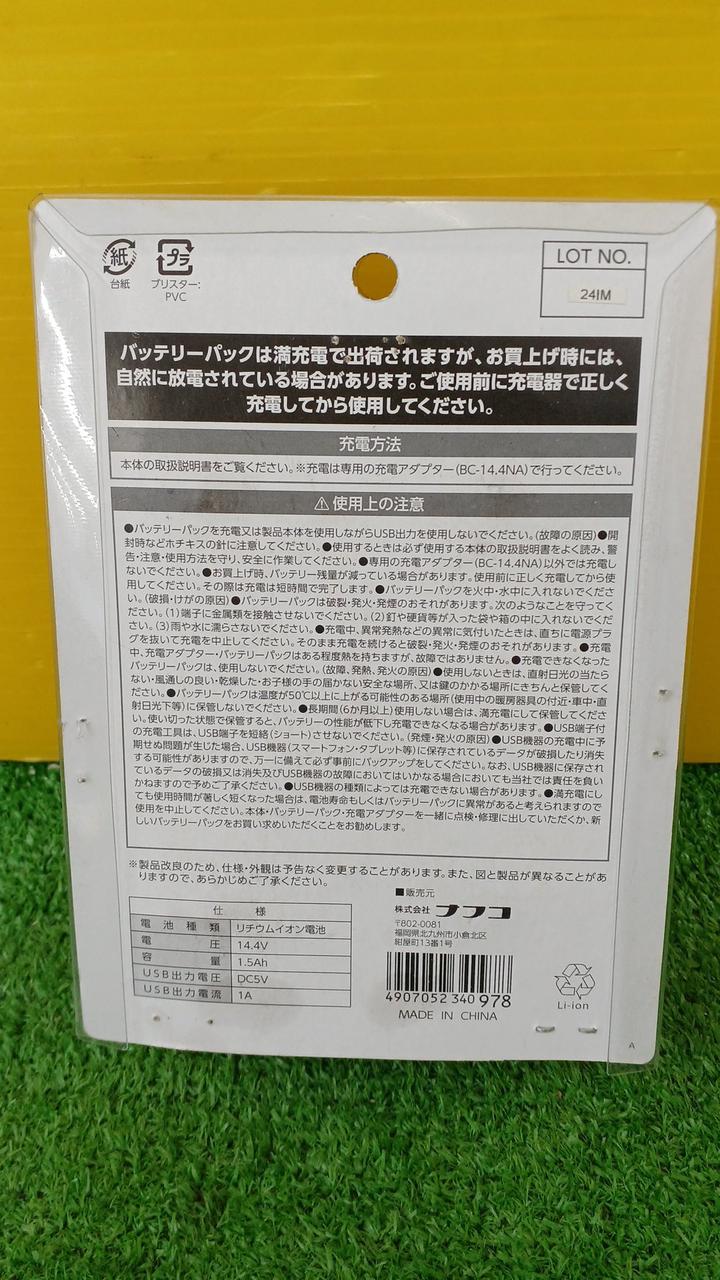 紙
プラ
台紙
ブリスター:
PVC
LOT NO.
24IM
バッテリーパックは満充電で出荷されますが、お買上げ時には、
自然に放電されている場合があります。ご使用前に充電器で正しく
充電してから使用してください。
充電方法
本体の取扱説明書をご覧ください。※充電は専用の充電アダプター(BC-14.4NA)で行ってください。
⚠使用上の注意
●バッテリーパックを充電又は製品本体を使用しながらUSB出力を使用しないでください。(故障の原因)●開
封時などホチキスの針に注意してください。●使用するときは必ず使用する本体の取扱説明書をよく読み、警
告・注意・使用方法を守り、安全に作業してください。●専用の充電アダプター(BC-14.4NA)以外では充電し
ないでください。●お買上げ時、バッテリー残量が減っている場合があります。使用前に正しく充電してから使
用してください。その際は充電は短時間で完了します。●バッテリーパックを火中・水中に入れないでください。
(破損・けがの原因)●バッテリーパックは破裂・発火・発煙のおそれがあります。次のようなことを守ってくだ
さい。(1)端子に金属類を接触させないでください。(2)釘や硬貨等が入った袋や箱の中に入れないでくださ
い。(3)雨や水に濡らさないでください。●充電中、異常発熱などの異常に気付いたときは、直ちに電源プラ
グを抜いて充電を中止してください。そのまま充電を続けると破裂・発火・発煙のおそれがあります。●充電
中、充電アダプター・バッテリーパックはある程度熱を持ちますが、故障ではありません。●充電できなくなった
バッテリーパックは、使用しないでください。(故障、発熱、発火の原因)●使用しないときは、直射日光の当たら
ない・風通しの良い・乾燥した・お子様の手の届かない安全な場所、又は鍵のかかる場所にきちんと保管してく
ださい。●バッテリーパックは温度が50℃以上に上がる可能性のある場所(使用中の暖房器具の付近・車中・直
射日光下等)に保管しないでください。●長期間(6か月以上)使用しない場合は、満充電にして保管してくださ
い。使い切った状態で保管すると、バッテリーの性能が低下し充電できなくなる場合があります。●USB端子付
の充電工具は、USB端子を短絡(ショート)させないでください。(発煙・発火の原因)●USB機器の充電中に予
期せぬ問題が生じた場合、USB機器(スマートフォン・タブレット等)に保存されているデータが破損したり消失
する可能性がありますので、万一に備えて必ず事前にバックアップをしてください。なお、USB機器に保存され
ているデータの破損又は消失及びUSB機器の故障においてはいかなる場合においても当社では責任を負い
かねますので予めご了承ください。●USB機器の種類によっては充電できない場合があります。●満充電にし
ても使用時間が著しく短くなった場合は、電池寿命もしくはバッテリーパックに異常があると考えられますので
使用を中止してください。本体・バッテリーパック・充電アダプターを一緒に点検・修理に出していただくか、新
しいバッテリーパックをお買い求めいただくことをお勧めします。
※製品改良のため、仕様・外観は予告なく変更することがあります。また、図と製品が異なることがあ
りますので、あらかじめご了承ください。
仕 様
電池種類 リチウムイオン電池
電圧 14.4V
容量 1.5Ah
USB出力電圧 DC5V
USB出力電流 1A
■販売元
株式会社 ナフコ
〒802-0081
福岡県北九州市小倉北区
紺屋町13番1号
4907052 340978
MADE IN CHINA
Li-ion
A